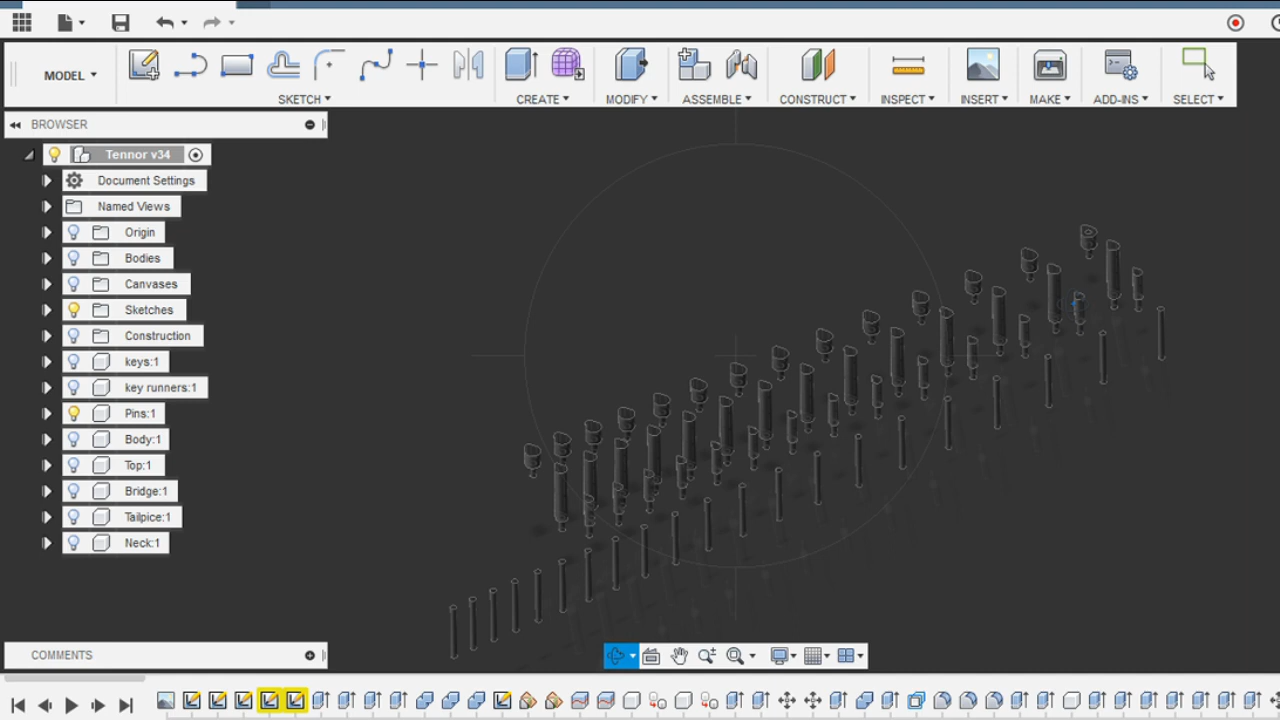 MODEL
SKETCH CREATE MODIFY ASSEMBLE CONSTRUCT INSPECT INSERT MAKE ADD-INS SELECT
BROWSER
Tennor v34
Document Settings
Named Views
Origin
Bodies
Canvases
Sketches
Construction
keys:1
key runners:1
Pins:1
Body:1
Top:1
Bridge:1
Tailpice:1
Neck:1
COMMENTS